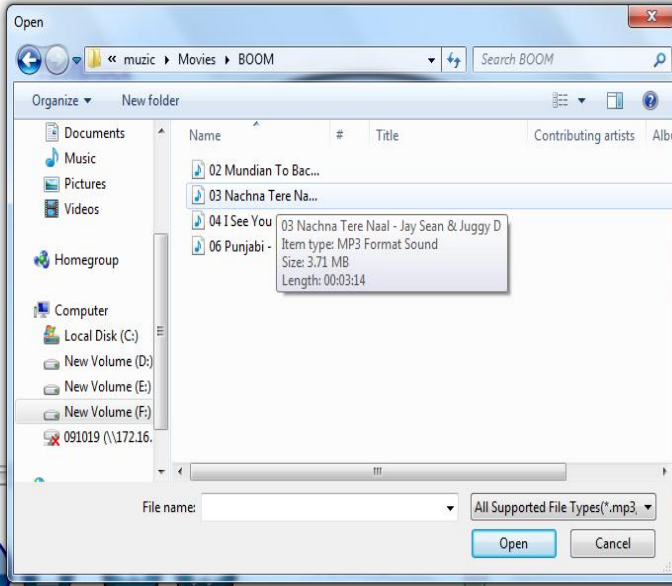 Open
« muzic ▸ Movies ▸ BOOM
Search BOOM
Organize ▾ New folder
Name # Title Contributing artists Alb
Documents
Music
Pictures
Videos
Homegroup
Computer
Local Disk (C:)
New Volume (D:)
New Volume (E:)
New Volume (F:)
091019 (\\172.16.
02 Mundian To Bac...
03 Nachna Tere Na...
04 I See You
06 Punjabi -
03 Nachna Tere Naal - Jay Sean & Juggy D
Item type: MP3 Format Sound
Size: 3.71 MB
Length: 00:03:14
File name:
All Supported File Types(*.mp3,
Open Cancel